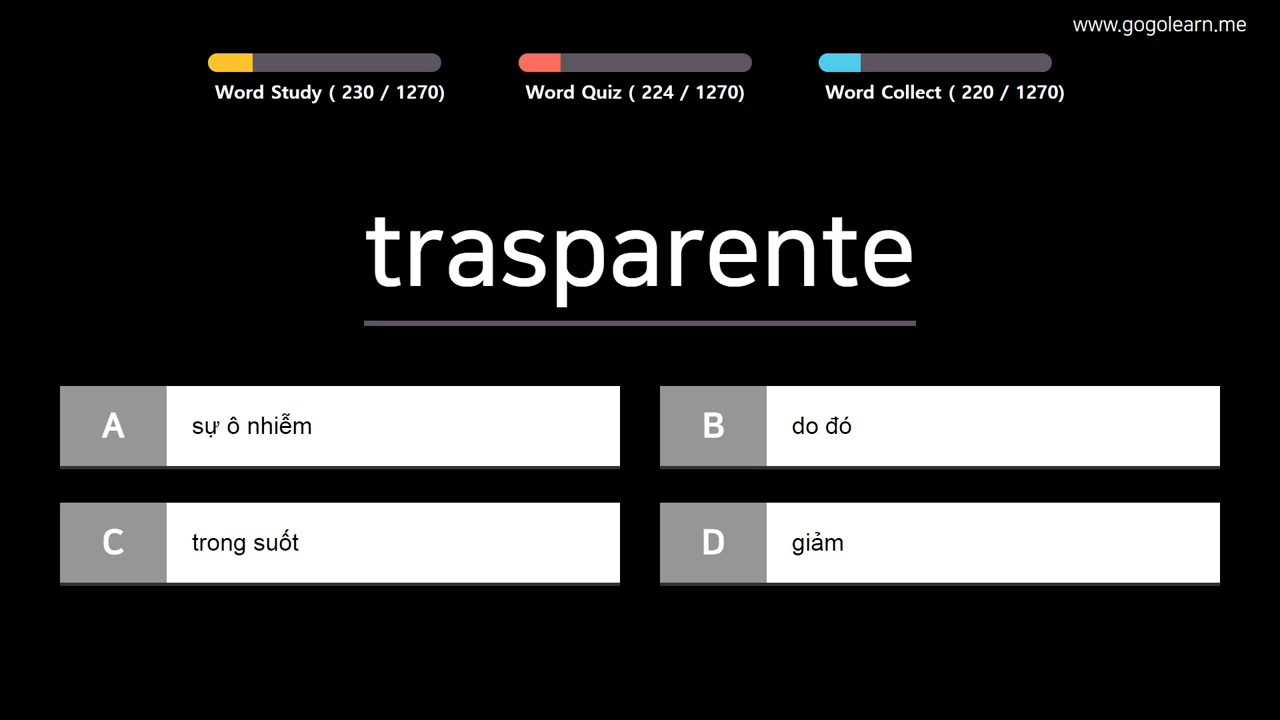 www.gogolearn.me
Word Study ( 230 / 1270)
Word Quiz ( 224 / 1270)
Word Collect ( 220 / 1270)
trasparente
A sự ô nhiễm
B do đó
C trong suốt
D giảm